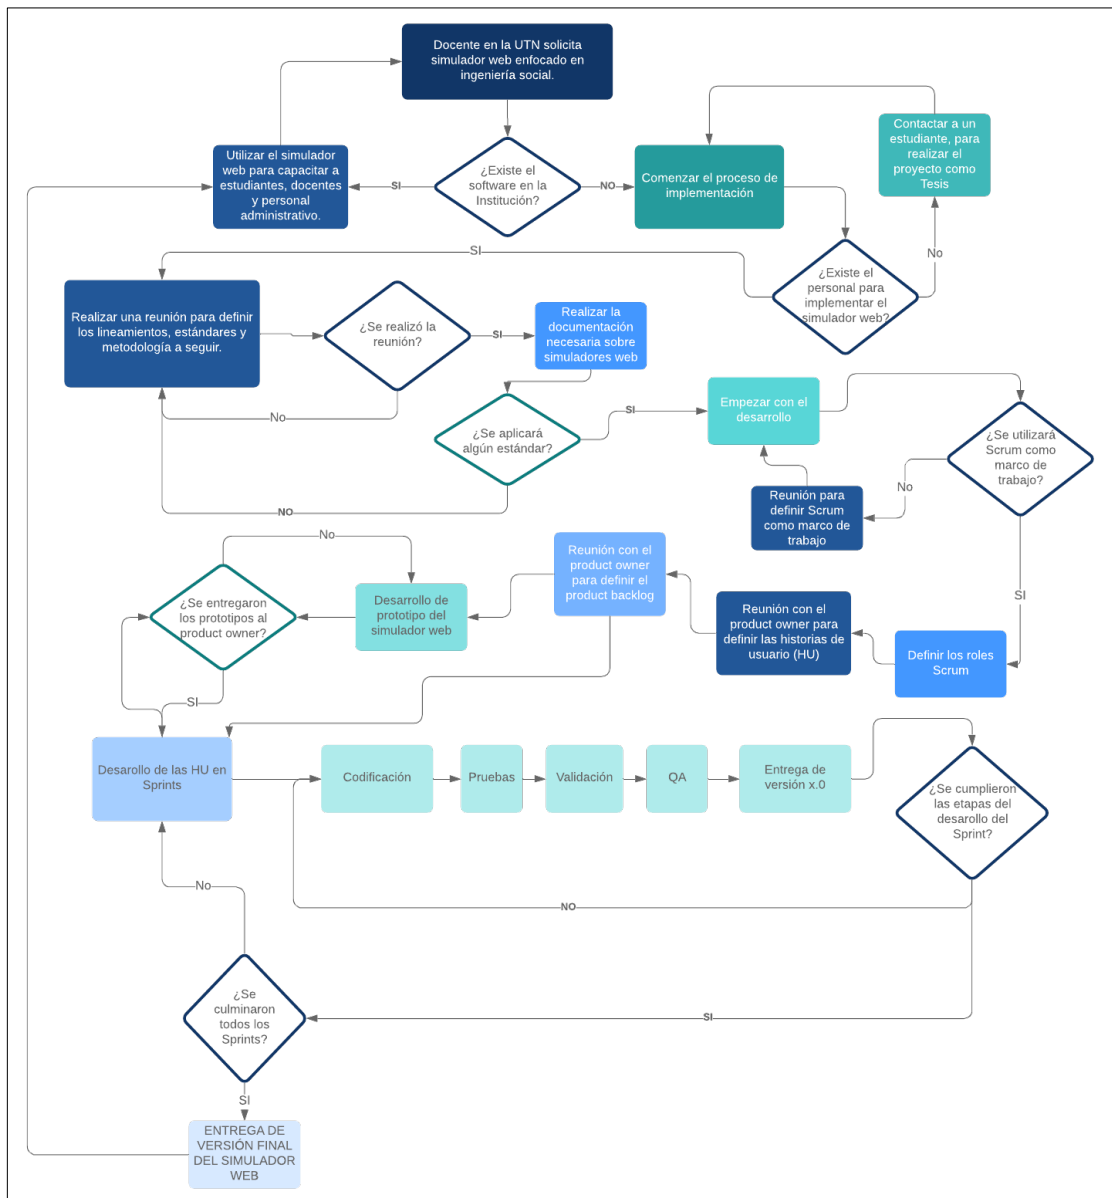 Docente en la UTN solicita
simulador web enfocado en
ingeniería social.
Utilizar el simulador
web para capacitar a
estudiantes, docentes
y personal
administrativo.
SI
¿Existe el
software en la
Institución?
NO
Comenzar el proceso de
implementación
Contactar a un
estudiante, para
realizar el
proyecto como
Tesis
No
¿Existe el
personal para
implementar el
simulador web?
SI
Realizar una reunión para definir
los lineamientos, estándares y
metodología a seguir.
¿Se realizó la
reunión?
SI
No
Realizar la
documentación
necesaria sobre
simuladores web
¿Se aplicará
algún estándar?
SI
NO
Empezar con el
desarrollo
¿Se utilizará
Scrum como
marco de
trabajo?
No
Reunión para
definir Scrum
como marco de
trabajo
SI
Definir los roles
Scrum
Reunión con el
product owner para
definir las historias de
usuario (HU)
Reunión con el
product owner
para definir el
product backlog
Desarrollo de
prototipo del
simulador web
No
¿Se entregaron
los prototipos al
product owner?
SI
Desarollo de las HU en
Sprints
Codificación
Pruebas
Validación
QA
Entrega de
versión x.0
¿Se cumplieron
las etapas del
desarollo del
Sprint?
NO
SI
No
¿Se
culminaron
todos los
Sprints?
SI
ENTREGA DE
VERSIÓN FINAL
DEL SIMULADOR
WEB